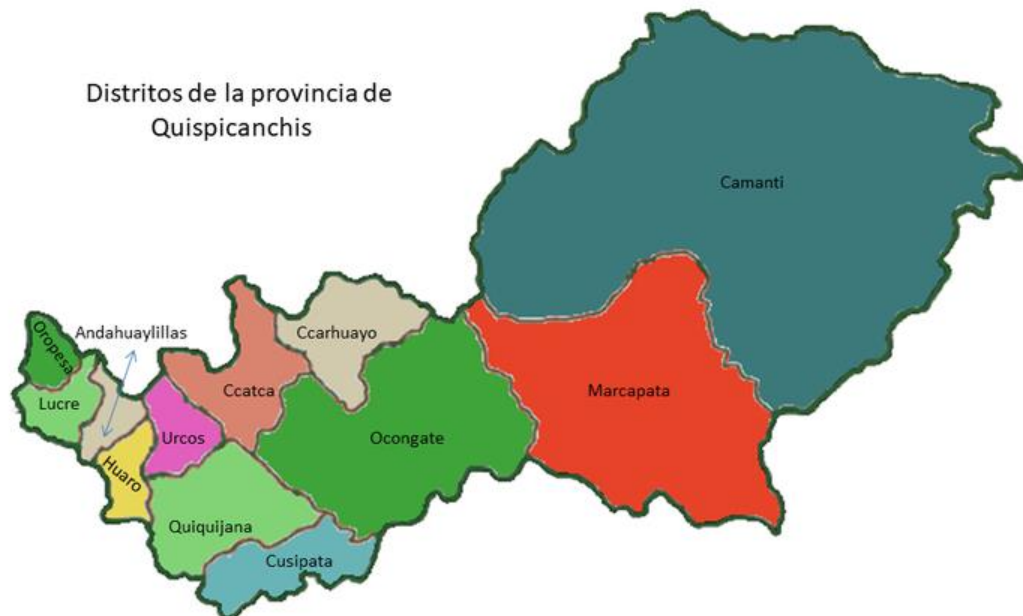 Distritos de la provincia de
Quispicanchis
Camanti
Oropesa
Andahuaylillas
Ccarhuayo
Lucre
Ccatca
Marcapata
Urcos
Ocongate
Huaro
Quiquijana
Cusipata